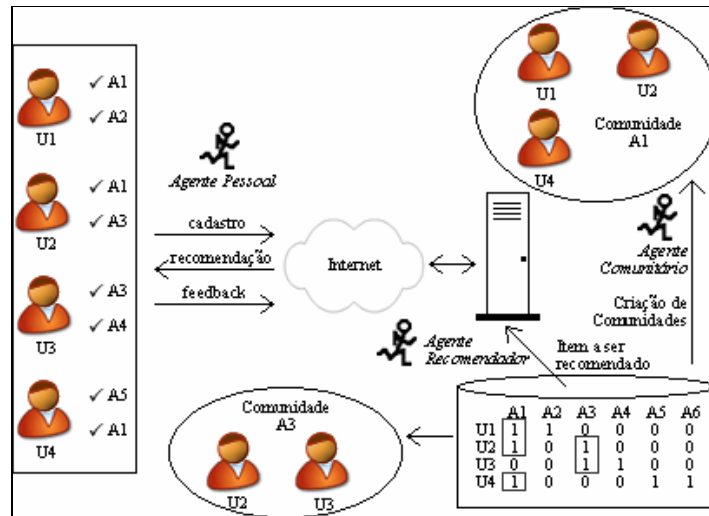 ✓ A1
✓ A2
U1
✓ A1
✓ A3
U2
✓ A3
✓ A4
U3
✓ A5
✓ A1
U4
Agente Pessoal
cadastro
recomendação
feedback
Internet
U1
U2
Comunidade
A1
U4
Agente
Comunitário
Criação de
Comunidades
Agente
Recomendador
Item a ser
recomendado
Comunidade
A3
U2
U3
A1 A2 A3 A4 A5 A6
U1 1 1 0 0 0 0
U2 1 0 1 0 0 0
U3 0 0 1 1 0 0
U4 1 0 0 0 1 1